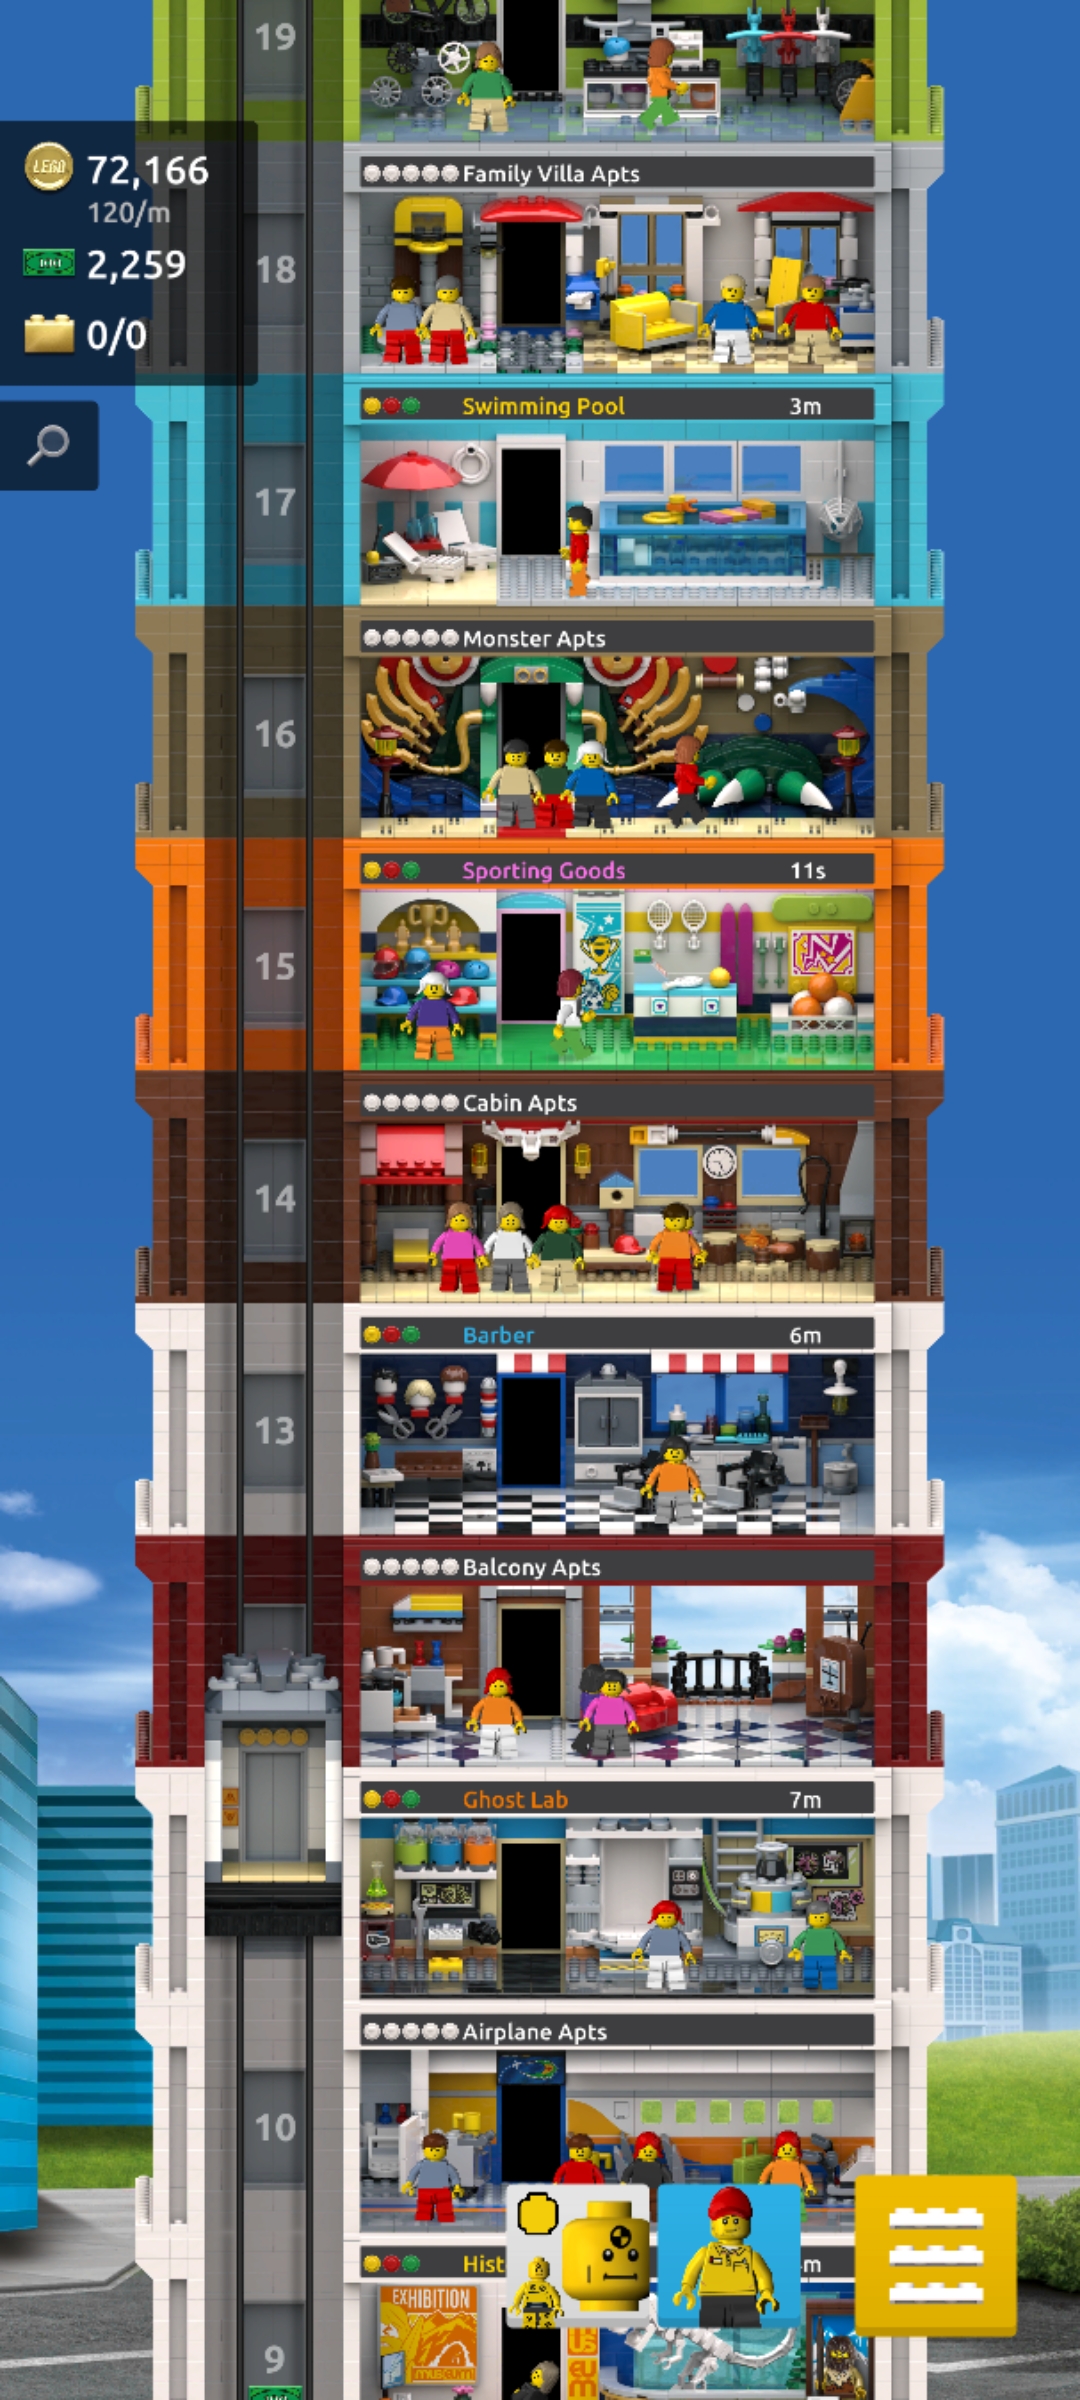 19
LEGO
72,166
120/m
2,259
0/0
Family Villa Apts
18
Swimming Pool 3m
17
Monster Apts
16
Sporting Goods 11s
15
Cabin Apts
14
Barber 6m
13
Balcony Apts
Ghost Lab 7m
Airplane Apts
10
Hist
m
EXHIBITION
museum
9